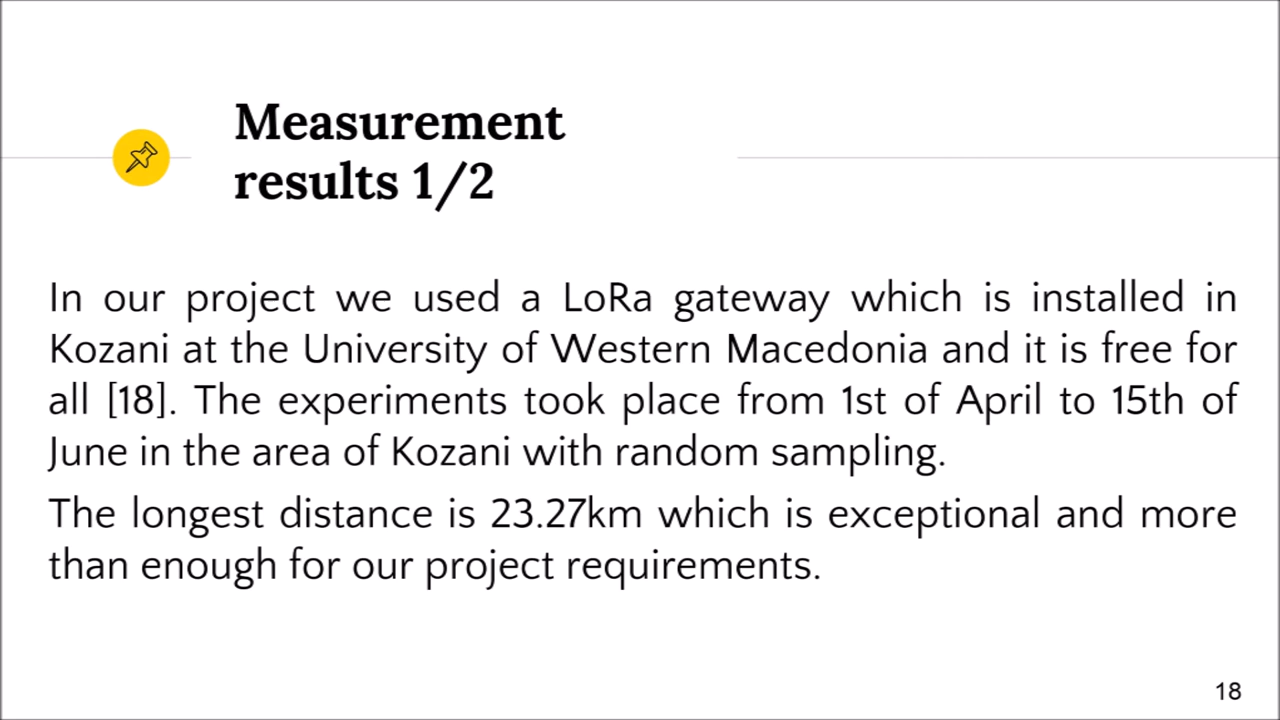 Measurement
results 1/2
In our project we used a LoRa gateway which is installed in
Kozani at the University of Western Macedonia and it is free for
all [18]. The experiments took place from 1st of April to 15th of
June in the area of Kozani with random sampling.
The longest distance is 23.27km which is exceptional and more
than enough for our project requirements.
18